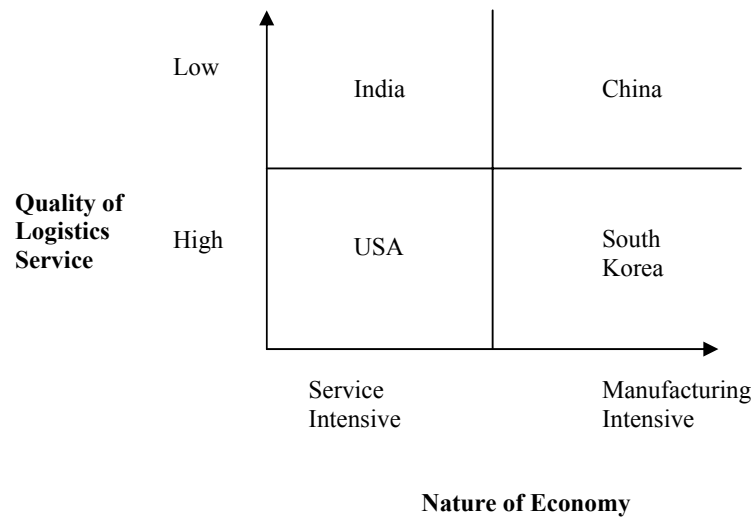 Low
India
China
Quality of
Logistics
Service
High
USA
South
Korea
Service
Intensive
Manufacturing
Intensive
Nature of Economy